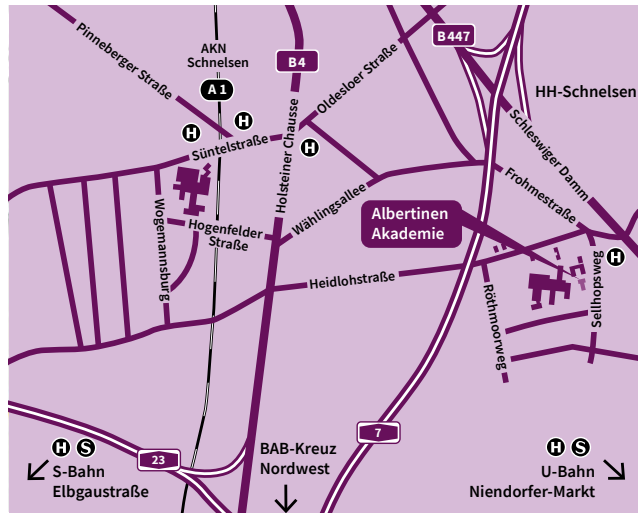 Pinneberger Straße
AKN
Schnelsen
A 1
B4
Oldesloer Straße
B 447
HH-Schnelsen
Schleswiger Damm
H
H
H
Süntelstraße
Holsteiner Chausse
Wählingsallee
Frohmestraße
Wogemannsburg
Hogenfelder
Straße
Albertinen
Akademie
H
Heidlohstraße
Röthmoorweg
Sellhopsweg
7
23
H S
S-Bahn
Elbgaustraße
BAB-Kreuz
Nordwest
H S
U-Bahn
Niendorfer-Markt